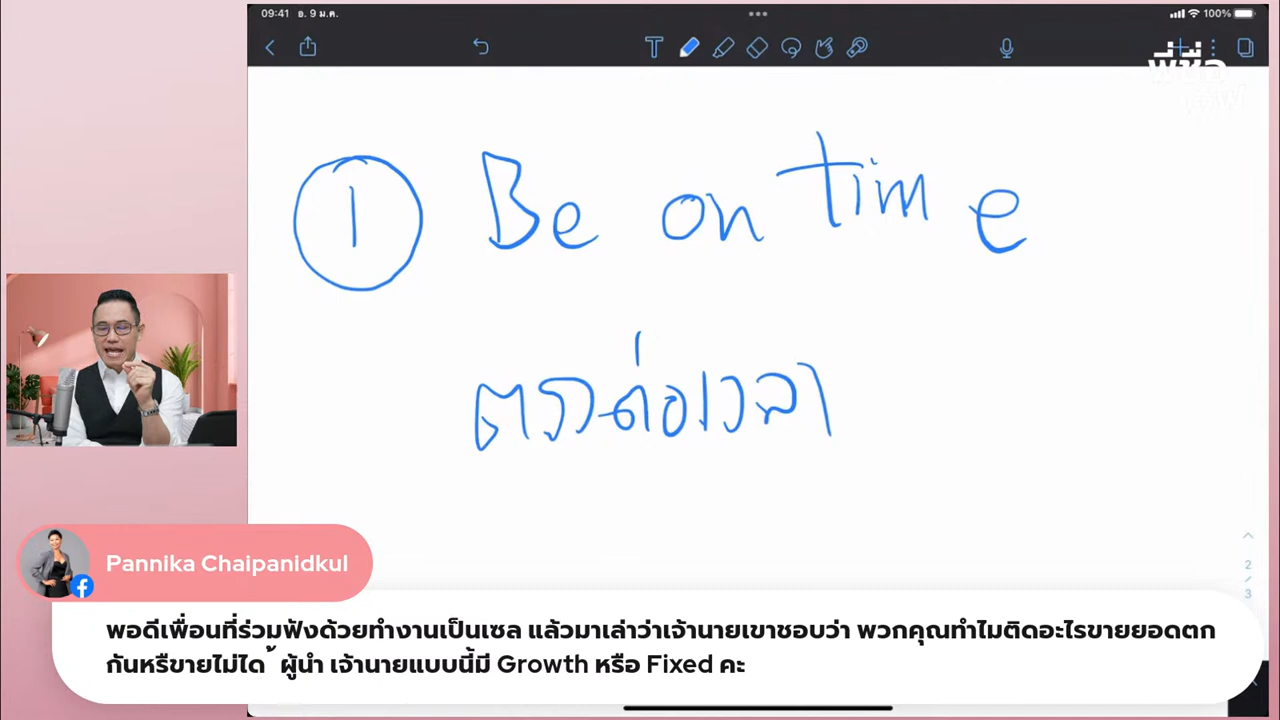 09:41 อ. 9 ม.ค.
100%
พี่ชื่อ
① Be on time
ตรงต่อเวลา
2
/
3
Pannika Chaipanidkul
พอดีเพื่อนที่ร่วมฟังด้วยทำงานเป็นเซล แล้วมาเล่าว่าเจ้านายเขาชอบว่า พวกคุณทำไมติดอะไรขายยอดตก
กันหรืขายไม่ได ้ ผู้นำ เจ้านายแบบนี้มี Growth หรือ Fixed คะ